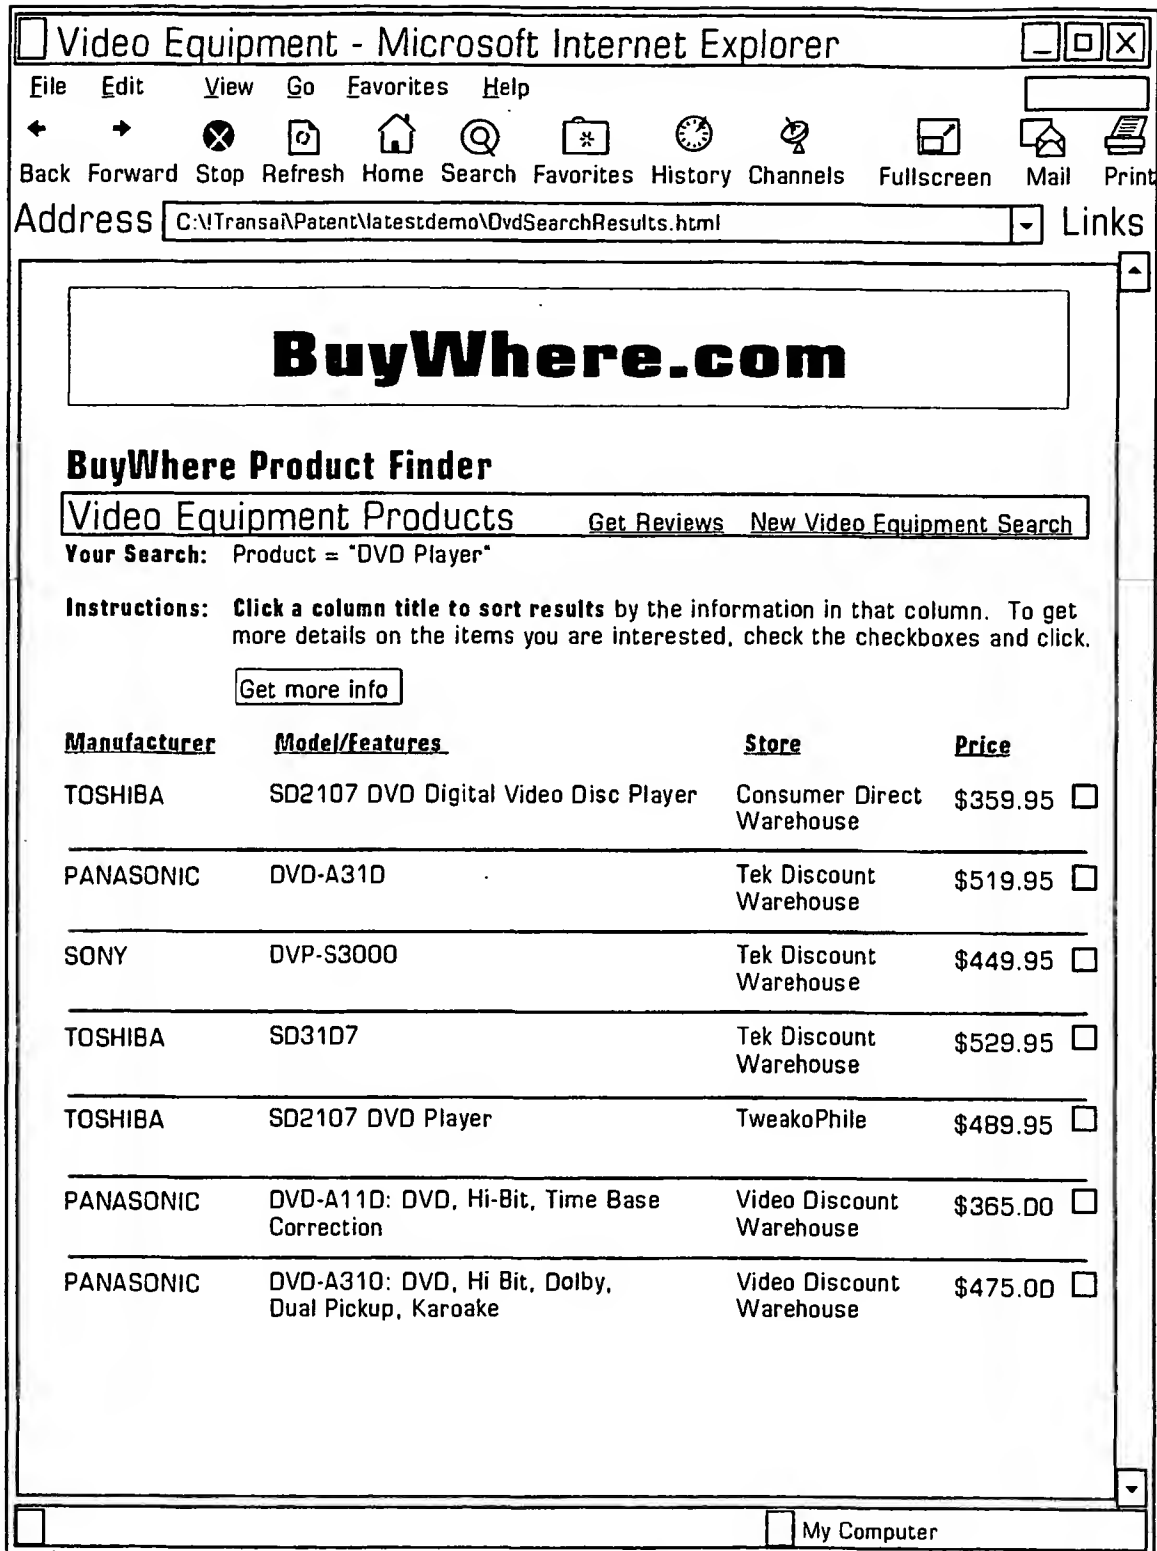 Video Equipment - Microsoft Internet Explorer
File Edit View Go Favorites Help
Back Forward Stop Refresh Home Search Favorites History Channels Fullscreen Mail Print
Address C:\!Transai\Patent\latestdemo\DvdSearchResults.html Links
BuyWhere.com
BuyWhere Product Finder
Video Equipment Products Get Reviews New Video Equipment Search
Your Search: Product = "DVD Player"
Instructions: Click a column title to sort results by the information in that column. To get
more details on the items you are interested, check the checkboxes and click.
Get more info
Manufacturer Model/Features Store Price
TOSHIBA SD2107 DVD Digital Video Disc Player Consumer Direct $359.95
Warehouse
PANASONIC DVD-A310 Tek Discount $519.95
Warehouse
SONY DVP-S3000 Tek Discount $449.95
Warehouse
TOSHIBA SD3107 Tek Discount $529.95
Warehouse
TOSHIBA SD2107 DVD Player TweakoPhile $489.95
PANASONIC DVD-A110: DVD, Hi-Bit, Time Base Video Discount $365.00
Correction Warehouse
PANASONIC DVD-A310: DVD, Hi Bit, Dolby, Video Discount $475.00
Dual Pickup, Karoake Warehouse
My Computer